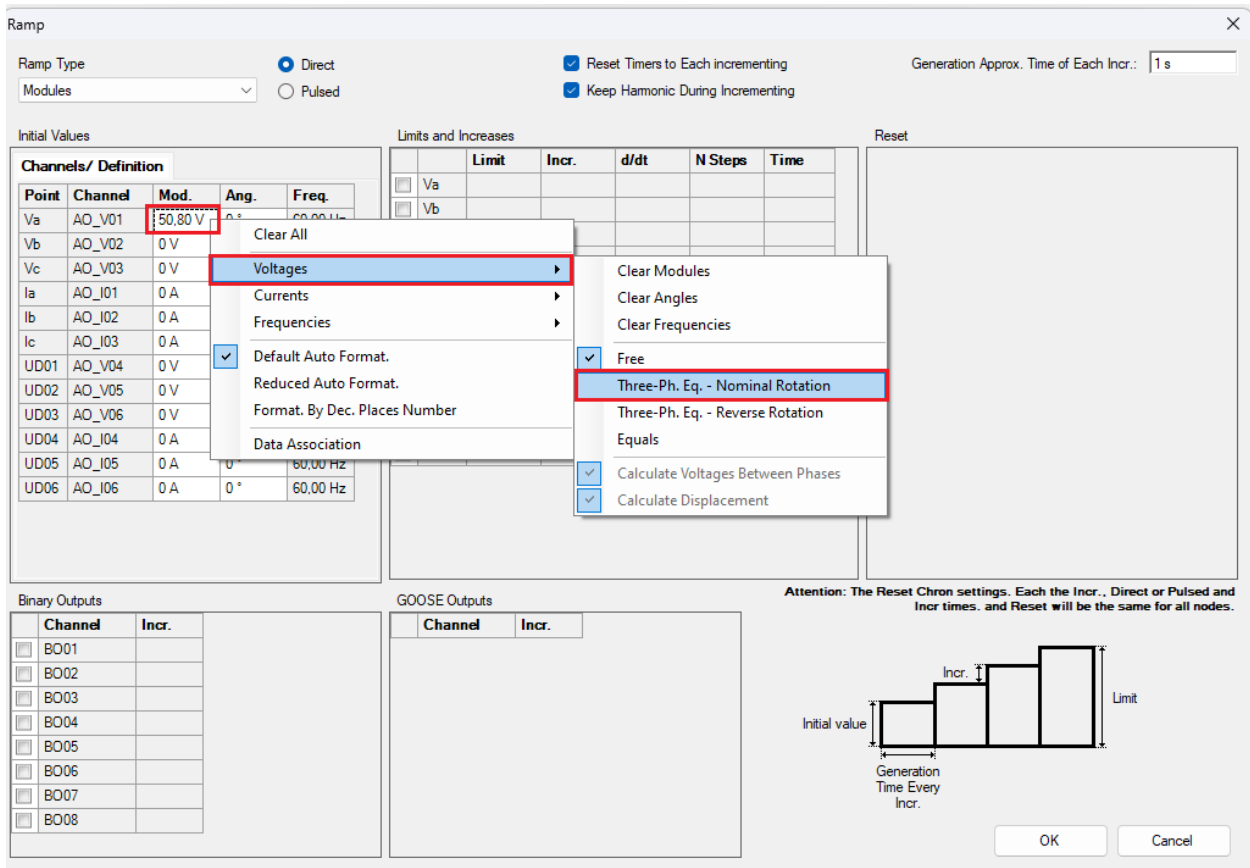 Ramp
Ramp Type
Modules
Direct
Pulsed
Reset Timers to Each incrementing
Keep Harmonic During Incrementing
Generation Approx. Time of Each Incr.: 1 s
Initial Values
Channels/ Definition
Point Channel Mod. Ang. Freq.
Va AO_V01 50,80 V 0 ° 60,00 Hz
Vb AO_V02 0 V
Vc AO_V03 0 V
Ia AO_I01 0 A
Ib AO_I02 0 A
Ic AO_I03 0 A
UD01 AO_V04 0 V
UD02 AO_V05 0 V
UD03 AO_V06 0 V
UD04 AO_I04 0 A
UD05 AO_I05 0 A 0 ° 60,00 Hz
UD06 AO_I06 0 A 0 ° 60,00 Hz
Limits and Increases
Limit Incr. d/dt N Steps Time
Va
Vb
Reset
Clear All
Voltages
Currents
Frequencies
Default Auto Format.
Reduced Auto Format.
Format. By Dec. Places Number
Data Association
Clear Modules
Clear Angles
Clear Frequencies
Free
Three-Ph. Eq. - Nominal Rotation
Three-Ph. Eq. - Reverse Rotation
Equals
Calculate Voltages Between Phases
Calculate Displacement
Binary Outputs
Channel Incr.
BO01
BO02
BO03
BO04
BO05
BO06
BO07
BO08
GOOSE Outputs
Channel Incr.
Attention: The Reset Chron settings. Each the Incr., Direct or Pulsed and
Incr times. and Reset will be the same for all nodes.
Incr.
Limit
Initial value
Generation
Time Every
Incr.
OK
Cancel